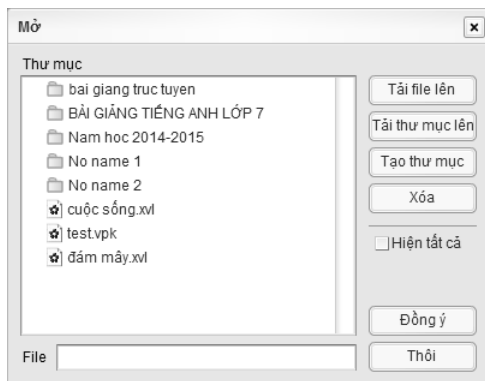 Mở
Thư mục
bai giang truc tuyen
BÀI GIẢNG TIẾNG ANH LỚP 7
Nam hoc 2014-2015
No name 1
No name 2
cuộc sống.xvl
test.vpk
đám mây.xvl
Tải file lên
Tải thư mục lên
Tạo thư mục
Xóa
Hiện tất cả
Đồng ý
File
Thôi